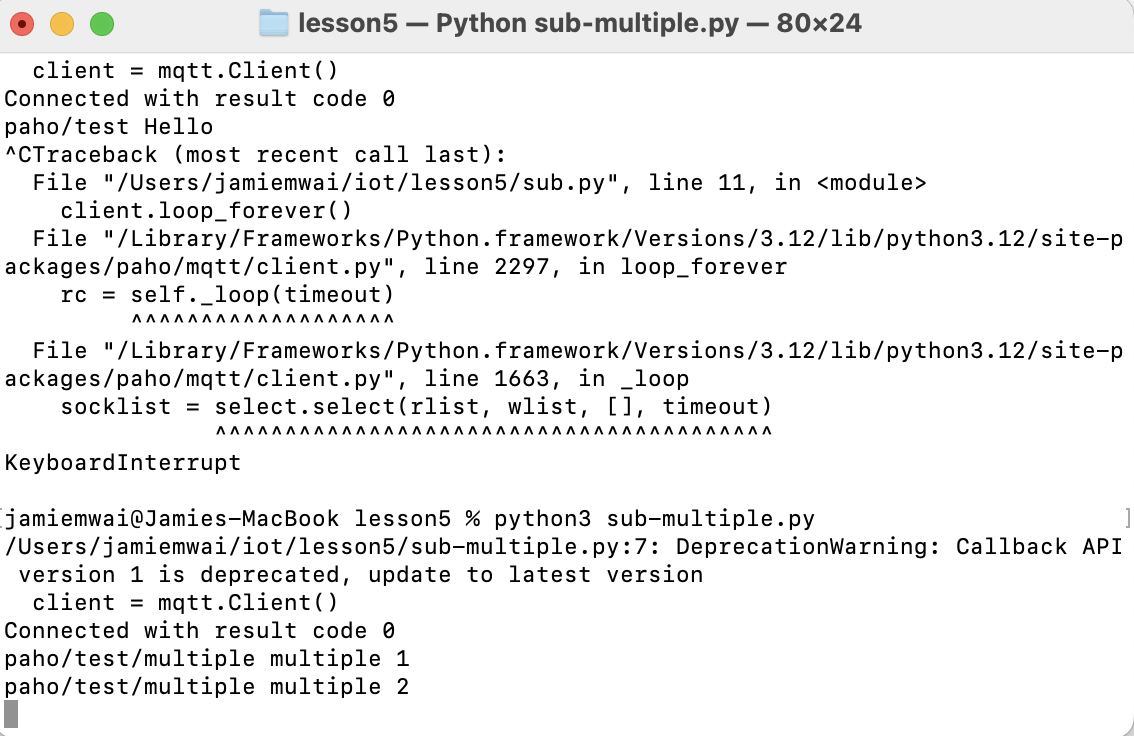 lesson5 — Python sub-multiple.py — 80×24
  client = mqtt.Client()
Connected with result code 0
paho/test Hello
^CTraceback (most recent call last):
  File "/Users/jamiemwai/iot/lesson5/sub.py", line 11, in <module>
    client.loop_forever()
  File "/Library/Frameworks/Python.framework/Versions/3.12/lib/python3.12/site-p
ackages/paho/mqtt/client.py", line 2297, in loop_forever
    rc = self._loop(timeout)
         ^^^^^^^^^^^^^^^^^^^
  File "/Library/Frameworks/Python.framework/Versions/3.12/lib/python3.12/site-p
ackages/paho/mqtt/client.py", line 1663, in _loop
    socklist = select.select(rlist, wlist, [], timeout)
               ^^^^^^^^^^^^^^^^^^^^^^^^^^^^^^^^^^^^^^^^
KeyboardInterrupt

[jamiemwai@Jamies-MacBook lesson5 % python3 sub-multiple.py                      ]
/Users/jamiemwai/iot/lesson5/sub-multiple.py:7: DeprecationWarning: Callback API
 version 1 is deprecated, update to latest version
  client = mqtt.Client()
Connected with result code 0
paho/test/multiple multiple 1
paho/test/multiple multiple 2